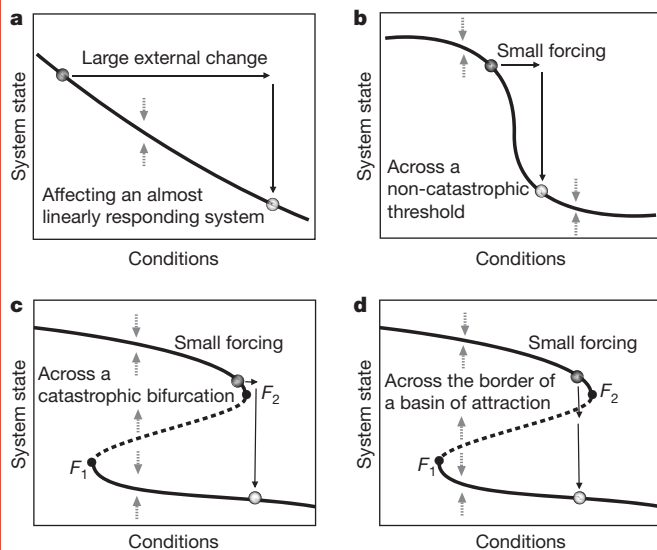 a
Large external change
Affecting an almost
linearly responding system
System state
Conditions
b
Small forcing
Across a
non-catastrophic
threshold
System state
Conditions
c
Small forcing
Across a
catastrophic bifurcation
F2
F1
System state
Conditions
d
Small forcing
Across the border of
a basin of attraction
F2
F1
System state
Conditions